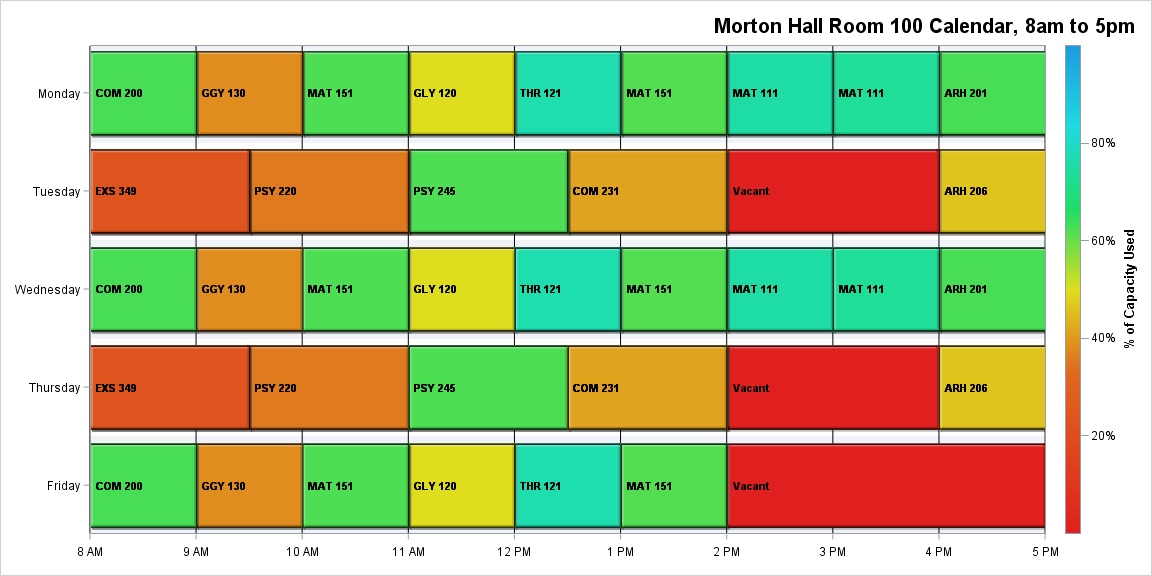 Morton Hall Room 100 Calendar, 8am to 5pm
Monday
COM 200
GGY 130
MAT 151
GLY 120
THR 121
MAT 151
MAT 111
MAT 111
ARH 201
Tuesday
EXS 349
PSY 220
PSY 245
COM 231
Vacant
ARH 206
Wednesday
COM 200
GGY 130
MAT 151
GLY 120
THR 121
MAT 151
MAT 111
MAT 111
ARH 201
Thursday
EXS 349
PSY 220
PSY 245
COM 231
Vacant
ARH 206
Friday
COM 200
GGY 130
MAT 151
GLY 120
THR 121
MAT 151
Vacant
8 AM
9 AM
10 AM
11 AM
12 PM
1 PM
2 PM
3 PM
4 PM
5 PM
80%
60%
40%
20%
% of Capacity Used